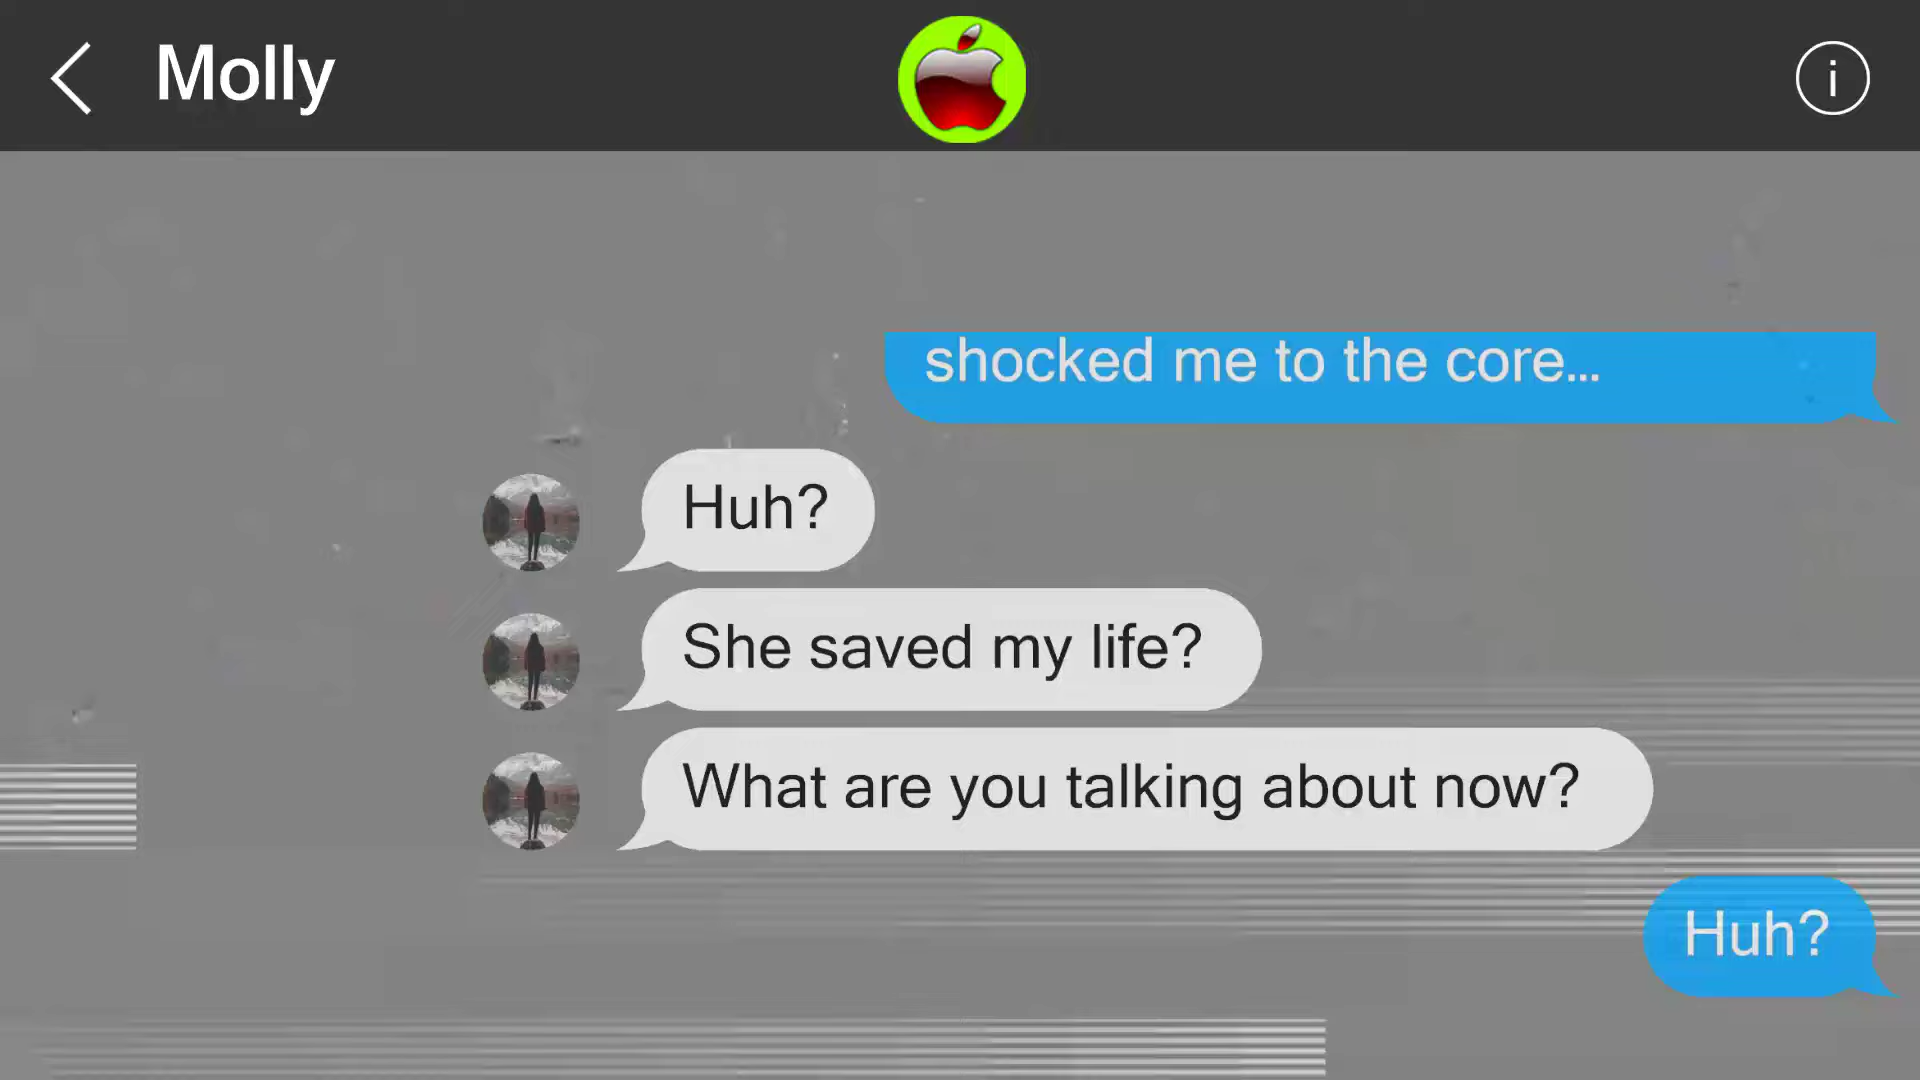 Molly
i
shocked me to the core...
Huh?
She saved my life?
What are you talking about now?
Huh?